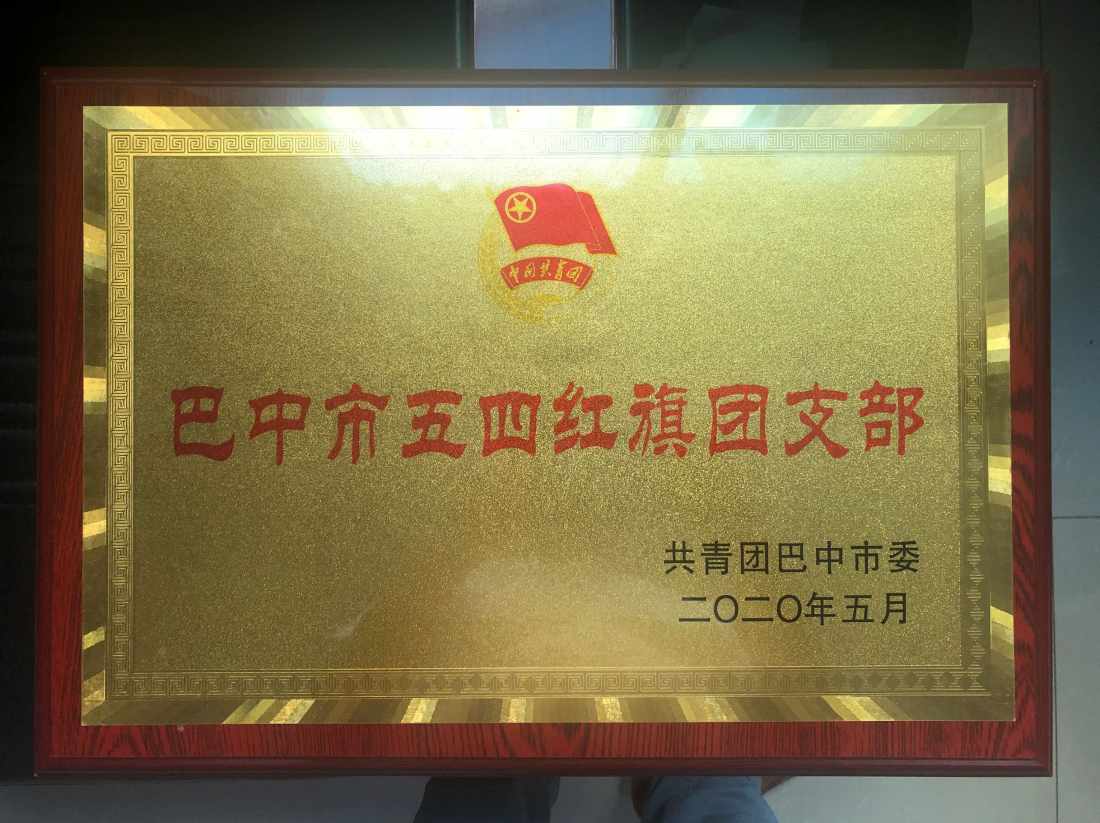 中国共青团
巴中市五四红旗团支部
共青团巴中市委
二〇二〇年五月